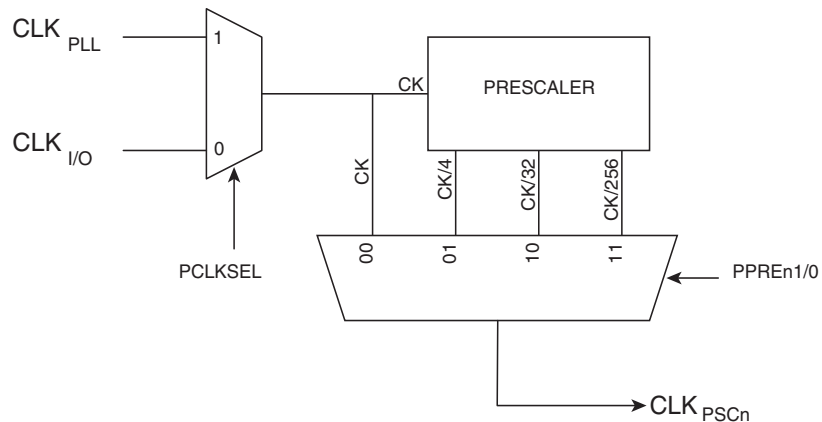 CLK PLL
1
CK
PRESCALER
CLK I/O
0
CK
CK/4
CK/32
CK/256
PCLKSEL
00
01
10
11
PPREn1/0
CLK PSCn